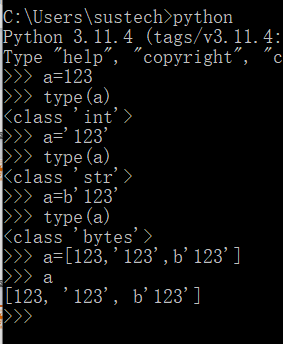 C:\Users\sustech>python
Python 3.11.4 (tags/v3.11.4:
Type "help", "copyright", "c
>>> a=123
>>> type(a)
<class 'int'>
>>> a='123'
>>> type(a)
<class 'str'>
>>> a=b'123'
>>> type(a)
<class 'bytes'>
>>> a=[123,'123',b'123']
>>> a
[123, '123', b'123']
>>>